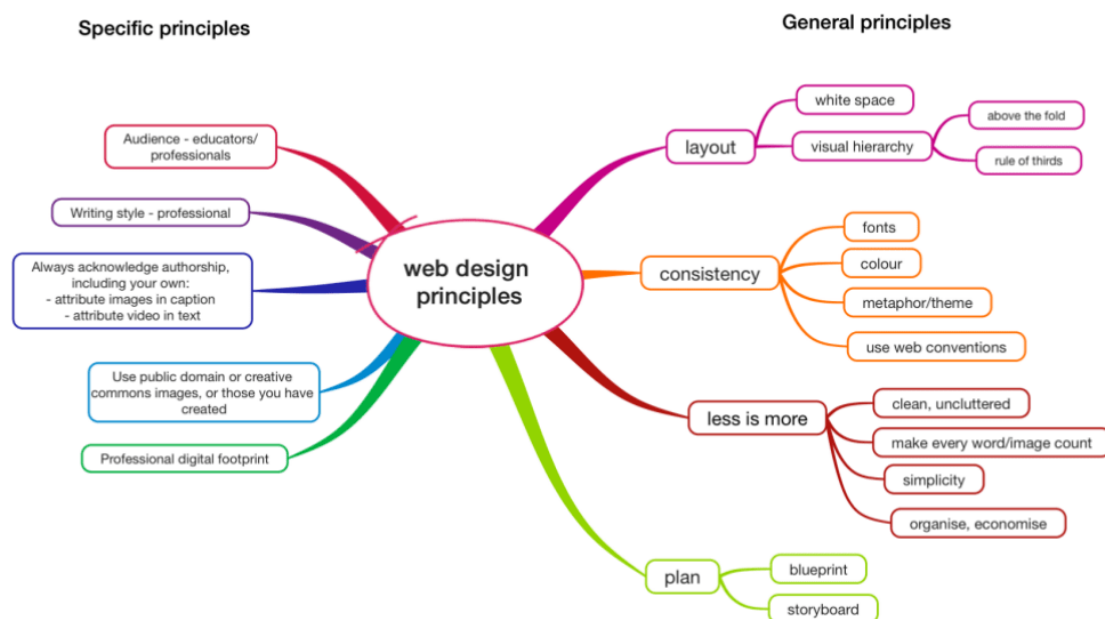 Specific principles
General principles
Audience - educators/
professionals
Writing style - professional
Always acknowledge authorship,
including your own:
- attribute images in caption
- attribute video in text
Use public domain or creative
commons images, or those you have
created
Professional digital footprint
web design
principles
layout
white space
visual hierarchy
above the fold
rule of thirds
consistency
fonts
colour
metaphor/theme
use web conventions
less is more
clean, uncluttered
make every word/image count
simplicity
organise, economise
plan
blueprint
storyboard